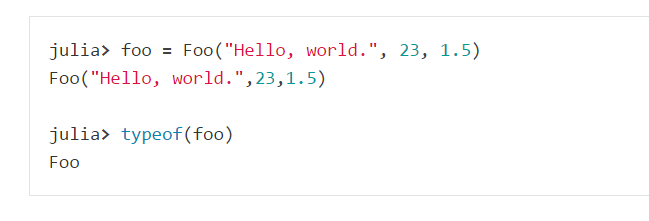 julia> foo = Foo("Hello, world.", 23, 1.5)
Foo("Hello, world.",23,1.5)
julia> typeof(foo)
Foo